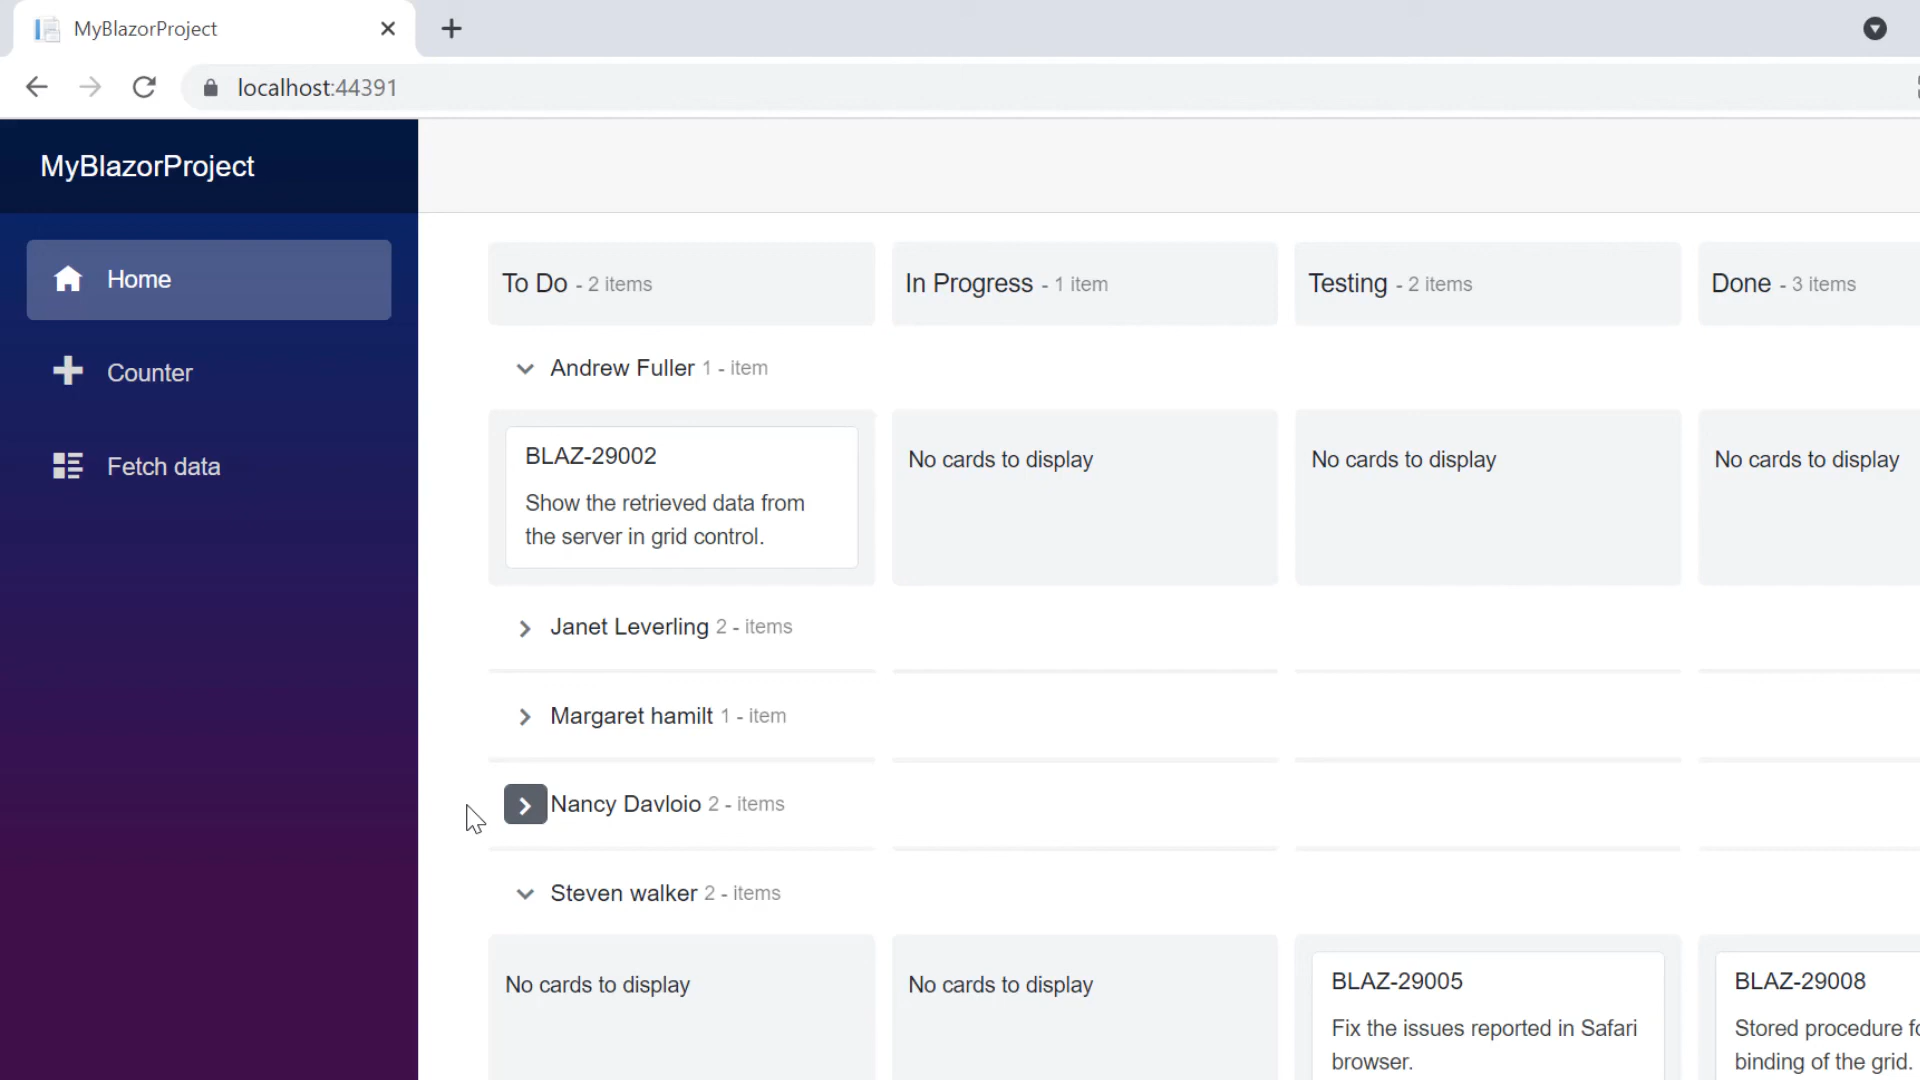 MyBlazorProject
localhost:44391
MyBlazorProject
Home
Counter
Fetch data
To Do - 2 items
In Progress - 1 item
Testing - 2 items
Done - 3 items
Andrew Fuller 1 - item
BLAZ-29002
Show the retrieved data from
the server in grid control.
No cards to display
No cards to display
No cards to display
Janet Leverling 2 - items
Margaret hamilt 1 - item
Nancy Davloio 2 - items
Steven walker 2 - items
No cards to display
No cards to display
BLAZ-29005
Fix the issues reported in Safari
browser.
BLAZ-29008
Stored procedure
binding of the grid.